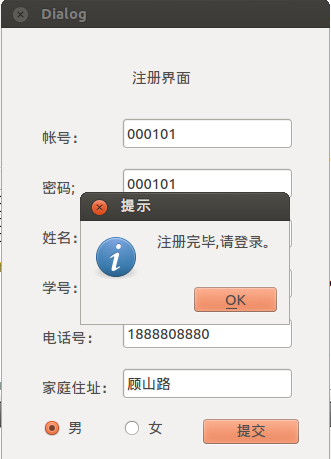 Dialog
注册界面
帐号:
000101
密码;
000101
提示
姓名:
注册完毕,请登录。
学号:
OK
电话号:
1888808880
家庭住址:
顾山路
男
女
提交